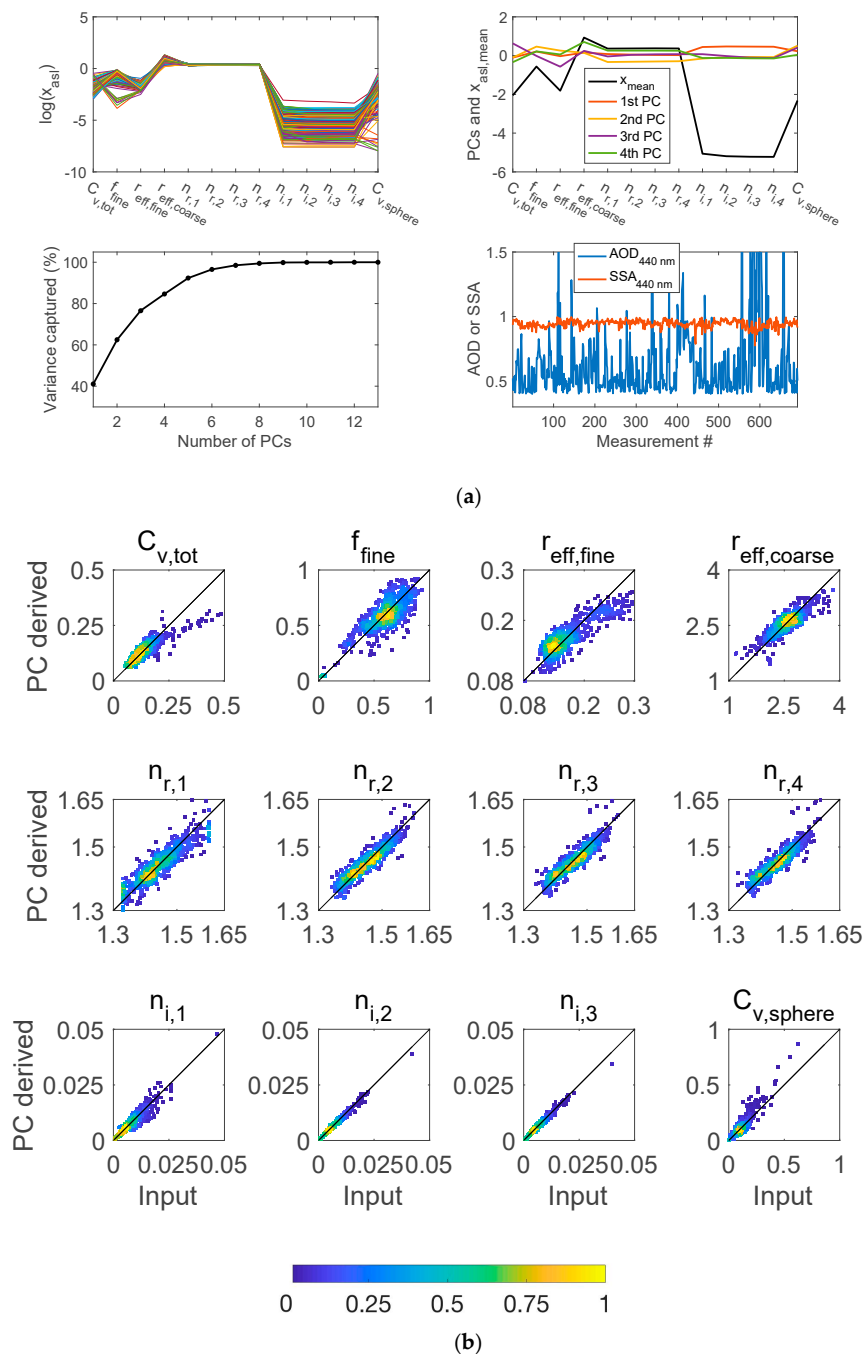 5
0
-5
-10
log(x_asl)
C_v,tot
f_fine
r_eff,fine
r_eff,coarse
n_r,1
n_r,2
n_r,3
n_r,4
n_i,1
n_i,2
n_i,3
n_i,4
C_v,sphere
2
0
-2
-4
-6
PCs and x_asl,mean
x_mean
1st PC
2nd PC
3rd PC
4th PC
C_v,tot
f_fine
r_eff,fine
r_eff,coarse
n_r,1
n_r,2
n_r,3
n_r,4
n_i,1
n_i,2
n_i,3
n_i,4
C_v,sphere
100
80
60
40
Variance captured (%)
2 4 6 8 10 12
Number of PCs
1.5
1
0.5
AOD or SSA
AOD_440 nm
SSA_440 nm
100 200 300 400 500 600
Measurement #
(a)
C_v,tot f_fine r_eff,fine r_eff,coarse
PC derived
0.5
0.25
0
0 0.25 0.5
1
0.5
0
0 0.5 1
0.3
0.2
0.08
0.08 0.2 0.3
4
2.5
1
1 2.5 4
n_r,1 n_r,2 n_r,3 n_r,4
PC derived
1.65
1.5
1.3
1.3 1.5 1.65
1.65
1.5
1.3
1.3 1.5 1.65
1.65
1.5
1.3
1.3 1.5 1.65
1.65
1.5
1.3
1.3 1.5 1.65
n_i,1 n_i,2 n_i,3 C_v,sphere
PC derived
0.05
0.025
0
0 0.025 0.05
Input
0.05
0.025
0
0 0.025 0.05
Input
0.05
0.025
0
0 0.025 0.05
Input
1
0.5
0
0 0.5 1
Input
0 0.25 0.5 0.75 1
(b)